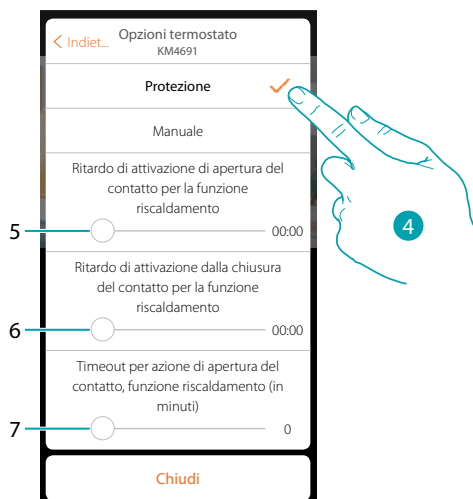 Indiet...
Opzioni termostato
KM4691
Protezione
Manuale
Ritardo di attivazione di apertura del
contatto per la funzione
riscaldamento
5
00:00
Ritardo di attivazione dalla chiusura
del contatto per la funzione
riscaldamento
6
00:00
Timeout per azione di apertura del
contatto, funzione riscaldamento (in
minuti)
7
0
Chiudi
4